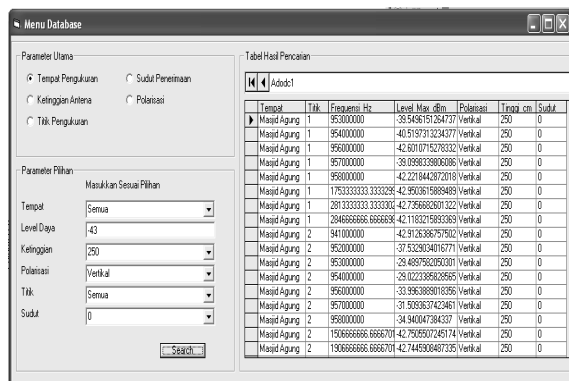 Menu Database
Parameter Utama
Tempat Pengukuran
Sudut Penerimaan
Ketinggian Antena
Polarisasi
Titik Pengukuran
Parameter Pilihan
Masukkan Sesuai Pilihan
Tempat
Semua
Level Daya
-43
Ketinggian
250
Polarisasi
Vertikal
Titik
Semua
Sudut
0
Search
Tabel Hasil Pencarian
Adodc1
Tempat Titik Frequensi Hz Level Max dBm Polarisasi Tinggi cm Sudut
Masjid Agung 1 953000000 -39.5496151264737 Vertikal 250 0
Masjid Agung 1 954000000 -40.5197313234377 Vertikal 250 0
Masjid Agung 1 956000000 -42.6010715278332 Vertikal 250 0
Masjid Agung 1 957000000 -39.0998339806086 Vertikal 250 0
Masjid Agung 1 958000000 -42.2218442872018 Vertikal 250 0
Masjid Agung 1 1753333333.3333295 -42.9503615889489 Vertikal 250 0
Masjid Agung 1 2813333333.3333302 -42.7356682601322 Vertikal 250 0
Masjid Agung 1 2846666666.6666698 -42.1183215893369 Vertikal 250 0
Masjid Agung 2 941000000 -42.9126386757502 Vertikal 250 0
Masjid Agung 2 952000000 -37.5329034016771 Vertikal 250 0
Masjid Agung 2 953000000 -29.4897582050301 Vertikal 250 0
Masjid Agung 2 954000000 -29.0223385828565 Vertikal 250 0
Masjid Agung 2 956000000 -33.9963889018356 Vertikal 250 0
Masjid Agung 2 957000000 -31.5093637423461 Vertikal 250 0
Masjid Agung 2 958000000 -34.940047384337 Vertikal 250 0
Masjid Agung 2 1506666666.6666701 -42.7505507245174 Vertikal 250 0
Masjid Agung 2 1906666666.6666701 -42.7445908487335 Vertikal 250 0